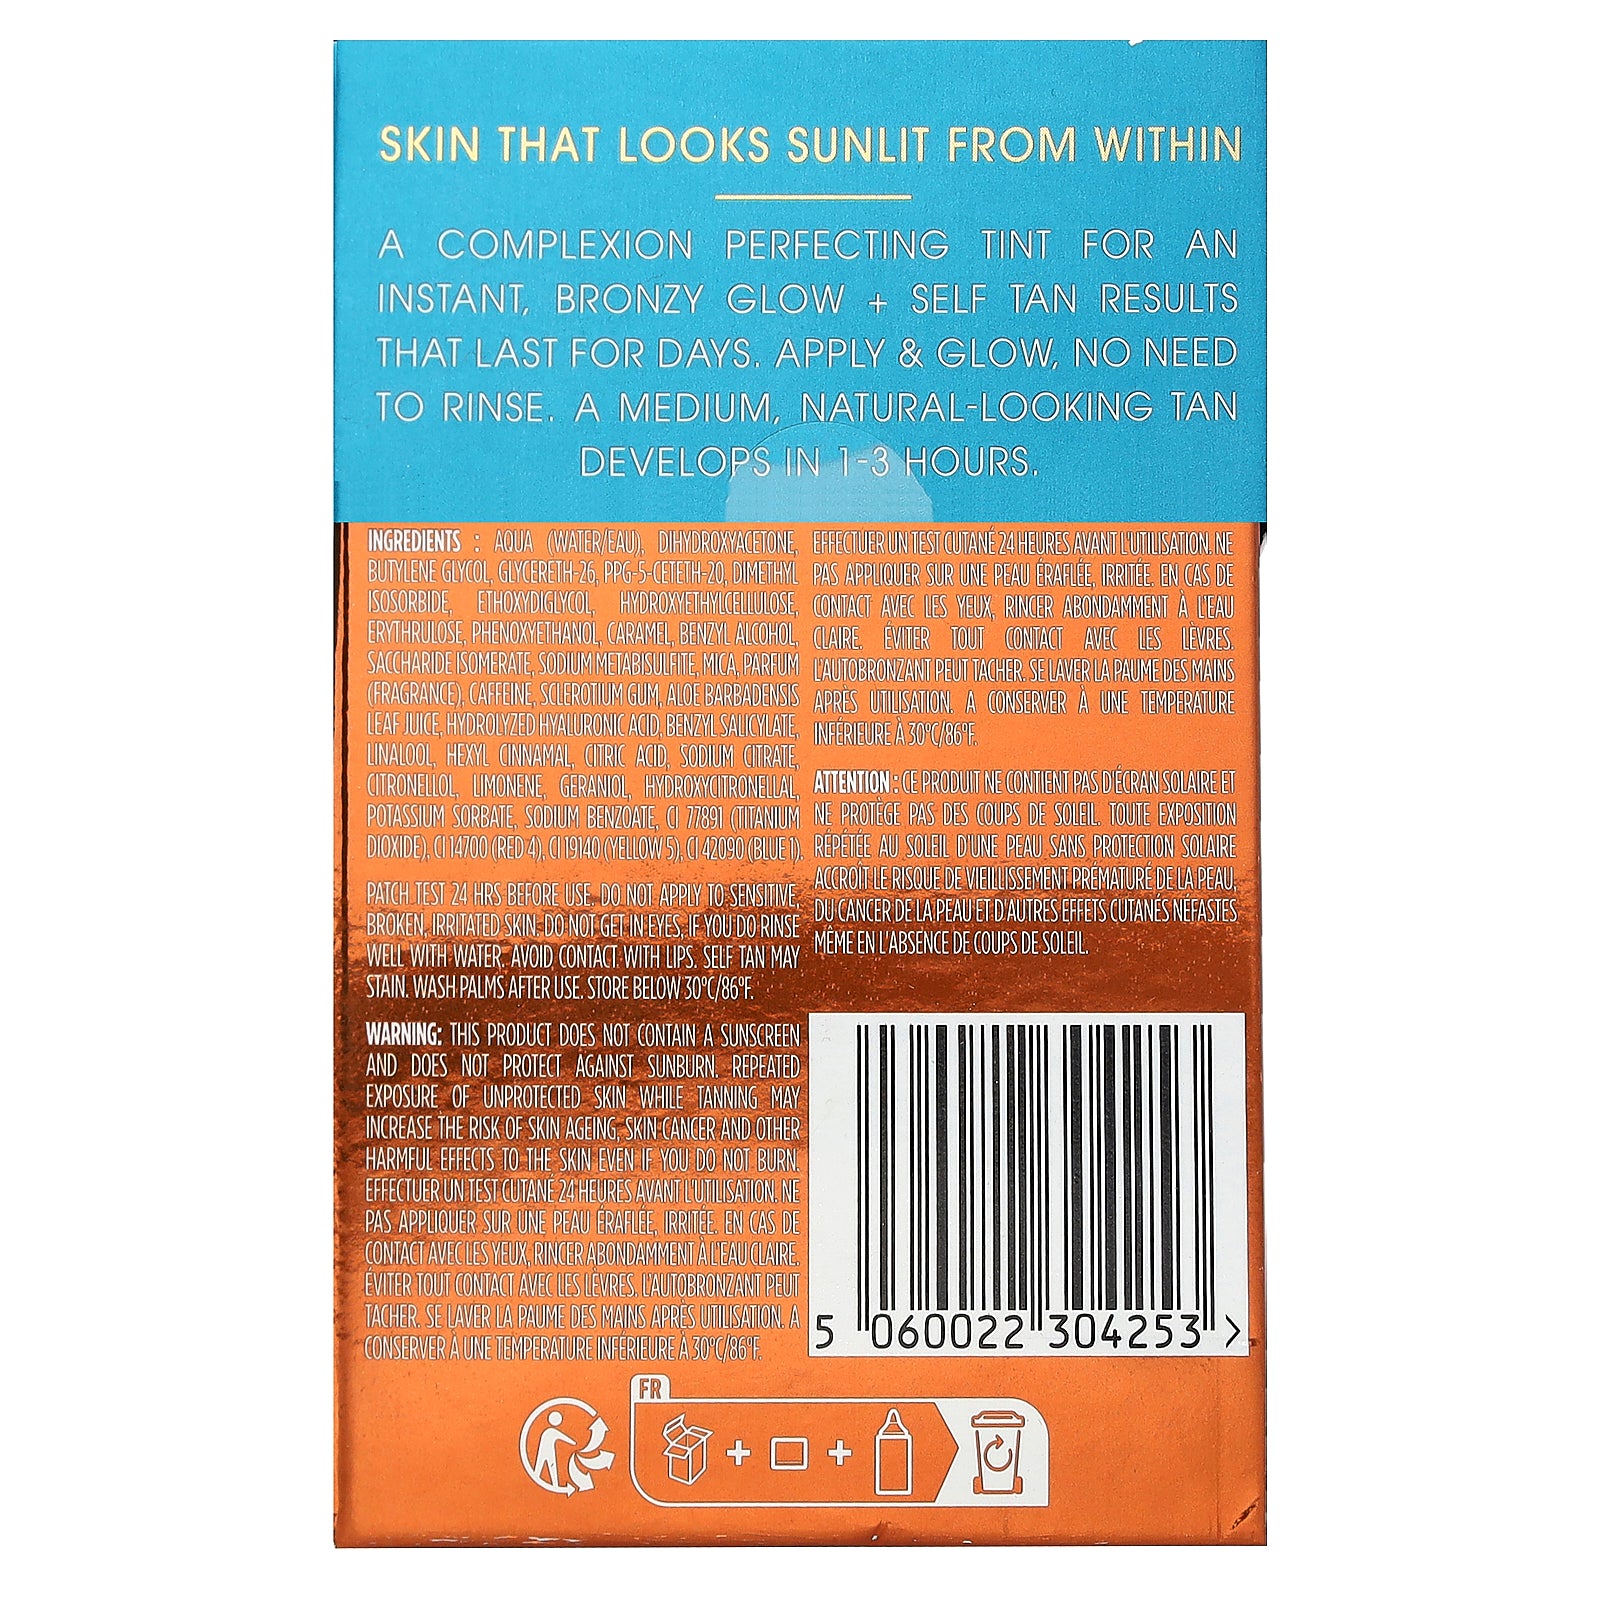 SKIN THAT LOOKS SUNLIT FROM WITHIN
A COMPLEXION PERFECTING TINT FOR AN
INSTANT, BRONZY GLOW + SELF TAN RESULTS
THAT LAST FOR DAYS. APPLY & GLOW, NO NEED
TO RINSE. A MEDIUM, NATURAL-LOOKING TAN
DEVELOPS IN 1-3 HOURS.
INGREDIENTS : AQUA (WATER/EAU), DIHYDROXYACETONE,
BUTYLENE GLYCOL, GLYCERETH-26, PPG-5-CETETH-20, DIMETHYL
ISOSORBIDE, ETHOXYDIGLYCOL, HYDROXYETHYLCELLULOSE,
ERYTHRULOSE, PHENOXYETHANOL, CARAMEL, BENZYL ALCOHOL,
SACCHARIDE ISOMERATE, SODIUM METABISULFITE, MICA, PARFUM
(FRAGRANCE), CAFFEINE, SCLEROTIUM GUM, ALOE BARBADENSIS
LEAF JUICE, HYDROLYZED HYALURONIC ACID, BENZYL SALICYLATE,
LINALOOL, HEXYL CINNAMAL, CITRIC ACID, SODIUM CITRATE,
CITRONELLOL, LIMONENE, GERANIOL, HYDROXYCITRONELLAL,
POTASSIUM SORBATE, SODIUM BENZOATE, CI 77891 (TITANIUM
DIOXIDE), CI 14700 (RED 4), CI 19140 (YELLOW 5), CI 42090 (BLUE 1).
PATCH TEST 24 HRS BEFORE USE. DO NOT APPLY TO SENSITIVE,
BROKEN, IRRITATED SKIN. DO NOT GET IN EYES, IF YOU DO RINSE
WELL WITH WATER. AVOID CONTACT WITH LIPS. SELF TAN MAY
STAIN. WASH PALMS AFTER USE. STORE BELOW 30°C/86°F.
WARNING: THIS PRODUCT DOES NOT CONTAIN A SUNSCREEN
AND DOES NOT PROTECT AGAINST SUNBURN. REPEATED
EXPOSURE OF UNPROTECTED SKIN WHILE TANNING MAY
INCREASE THE RISK OF SKIN AGEING, SKIN CANCER AND OTHER
HARMFUL EFFECTS TO THE SKIN EVEN IF YOU DO NOT BURN.
EFFECTUER UN TEST CUTANÉ 24 HEURES AVANT L'UTILISATION. NE
PAS APPLIQUER SUR UNE PEAU ÉRAFLÉE, IRRITÉE. EN CAS DE
CONTACT AVEC LES YEUX, RINCER ABONDAMMENT À L'EAU CLAIRE.
ÉVITER TOUT CONTACT AVEC LES LÈVRES. L'AUTOBRONZANT PEUT
TACHER. SE LAVER LA PAUME DES MAINS APRÈS UTILISATION. A
CONSERVER À UNE TEMPERATURE INFÉRIEURE À 30°C/86°F.
EFFECTUER UN TEST CUTANÉ 24 HEURES AVANT L'UTILISATION. NE
PAS APPLIQUER SUR UNE PEAU ÉRAFLÉE, IRRITÉE. EN CAS DE
CONTACT AVEC LES YEUX, RINCER ABONDAMMENT À L'EAU
CLAIRE. ÉVITER TOUT CONTACT AVEC LES LÈVRES.
L'AUTOBRONZANT PEUT TACHER. SE LAVER LA PAUME DES MAINS
APRÈS UTILISATION. A CONSERVER À UNE TEMPERATURE
INFÉRIEURE À 30°C/86°F.
ATTENTION : CE PRODUIT NE CONTIENT PAS D'ÉCRAN SOLAIRE ET
NE PROTÈGE PAS DES COUPS DE SOLEIL. TOUTE EXPOSITION
RÉPÉTÉE AU SOLEIL D'UNE PEAU SANS PROTECTION SOLAIRE
ACCROÎT LE RISQUE DE VIEILLISSEMENT PRÉMATURÉ DE LA PEAU,
DU CANCER DE LA PEAU ET D'AUTRES EFFETS CUTANÉS NÉFASTES
MÊME EN L'ABSENCE DE COUPS DE SOLEIL.
5 060022 304253 >
FR